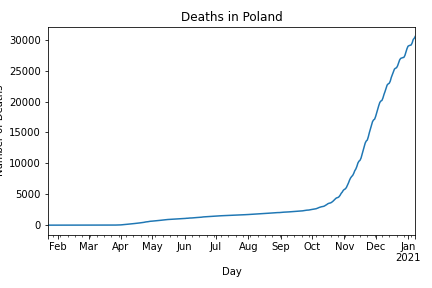 Deaths in Poland
30000
25000
20000
15000
10000
5000
0
Number of Deaths
Feb Mar Apr May Jun Jul Aug Sep Oct Nov Dec Jan
2021
Day